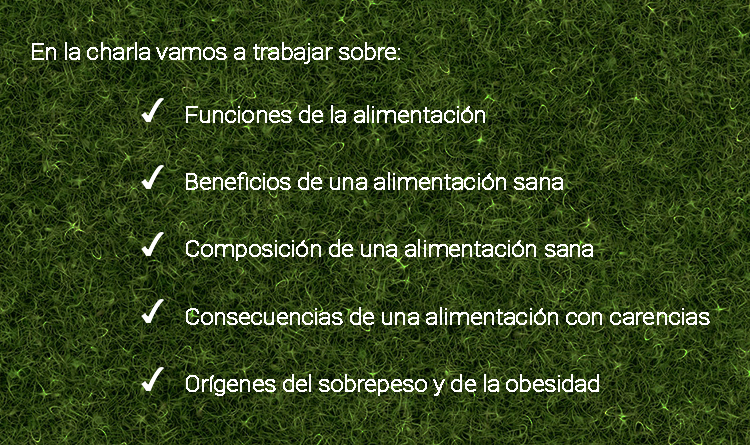 En la charla vamos a trabajar sobre:
✓ Funciones de la alimentación
✓ Beneficios de una alimentación sana
✓ Composición de una alimentación sana
✓ Consecuencias de una alimentación con carencias
✓ Orígenes del sobrepeso y de la obesidad